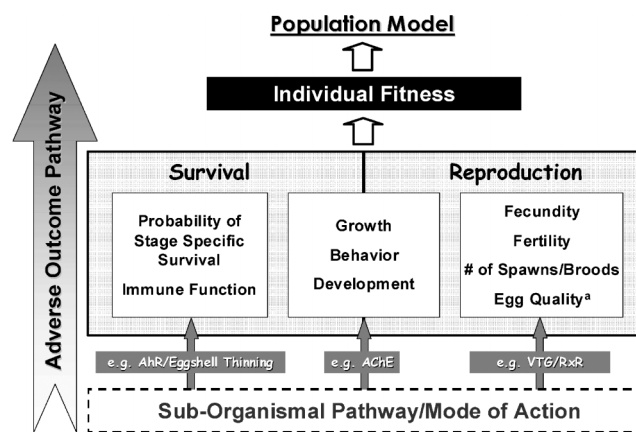 Population Model
Individual Fitness
Adverse Outcome Pathway
Survival
Reproduction
Probability of
Stage Specific
Survival
Immune Function
Growth
Behavior
Development
Fecundity
Fertility
# of Spawns/Broods
Egg Qualityª
e.g. AhR/Eggshell Thinning
e.g. AChE
e.g. VTG/RxR
Sub-Organismal Pathway/Mode of Action